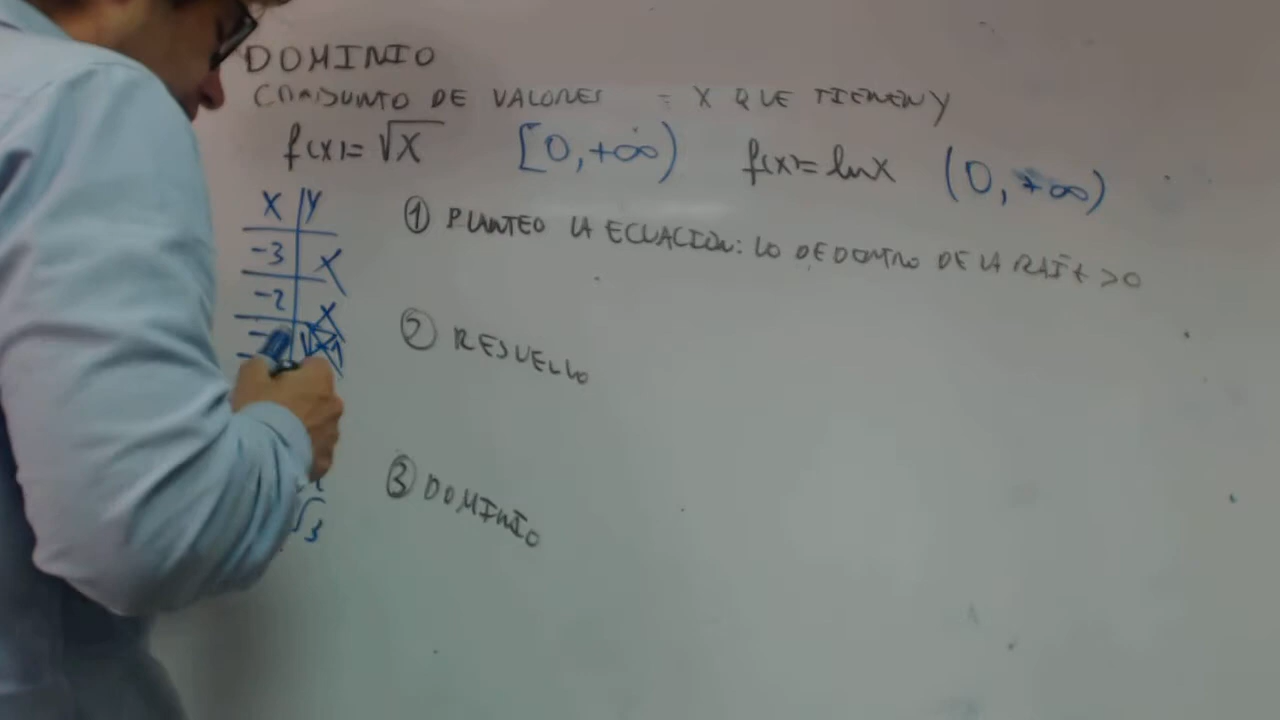 DOMINIO
CONJUNTO DE VALORES = X QUE TIENEN Y
f(x)=√x [0,+∞) f(x)=lnx (0,+∞)
X Y
-3 X
-2 X
① PLANTEO LA ECUACIÓN: LO DE DENTRO DE LA RAÍZ >0
② RESUELVO
③ DOMINIO
√3